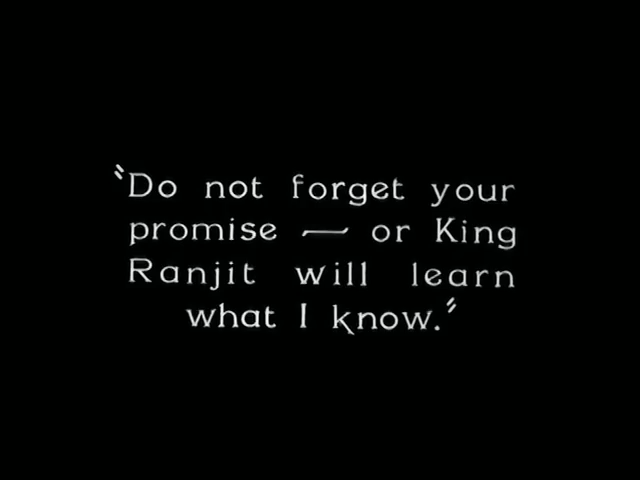 "Do not forget your
promise — or King
Ranjit will learn
what I know."